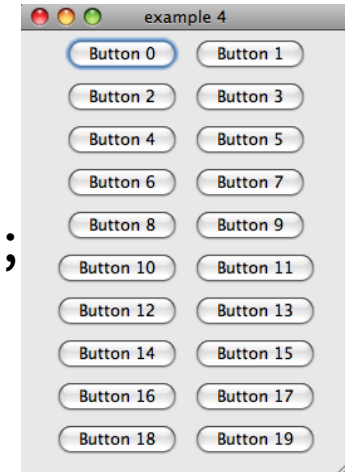 example 4
Button 0 Button 1
Button 2 Button 3
Button 4 Button 5
Button 6 Button 7
; Button 8 Button 9
Button 10 Button 11
Button 12 Button 13
Button 14 Button 15
Button 16 Button 17
Button 18 Button 19